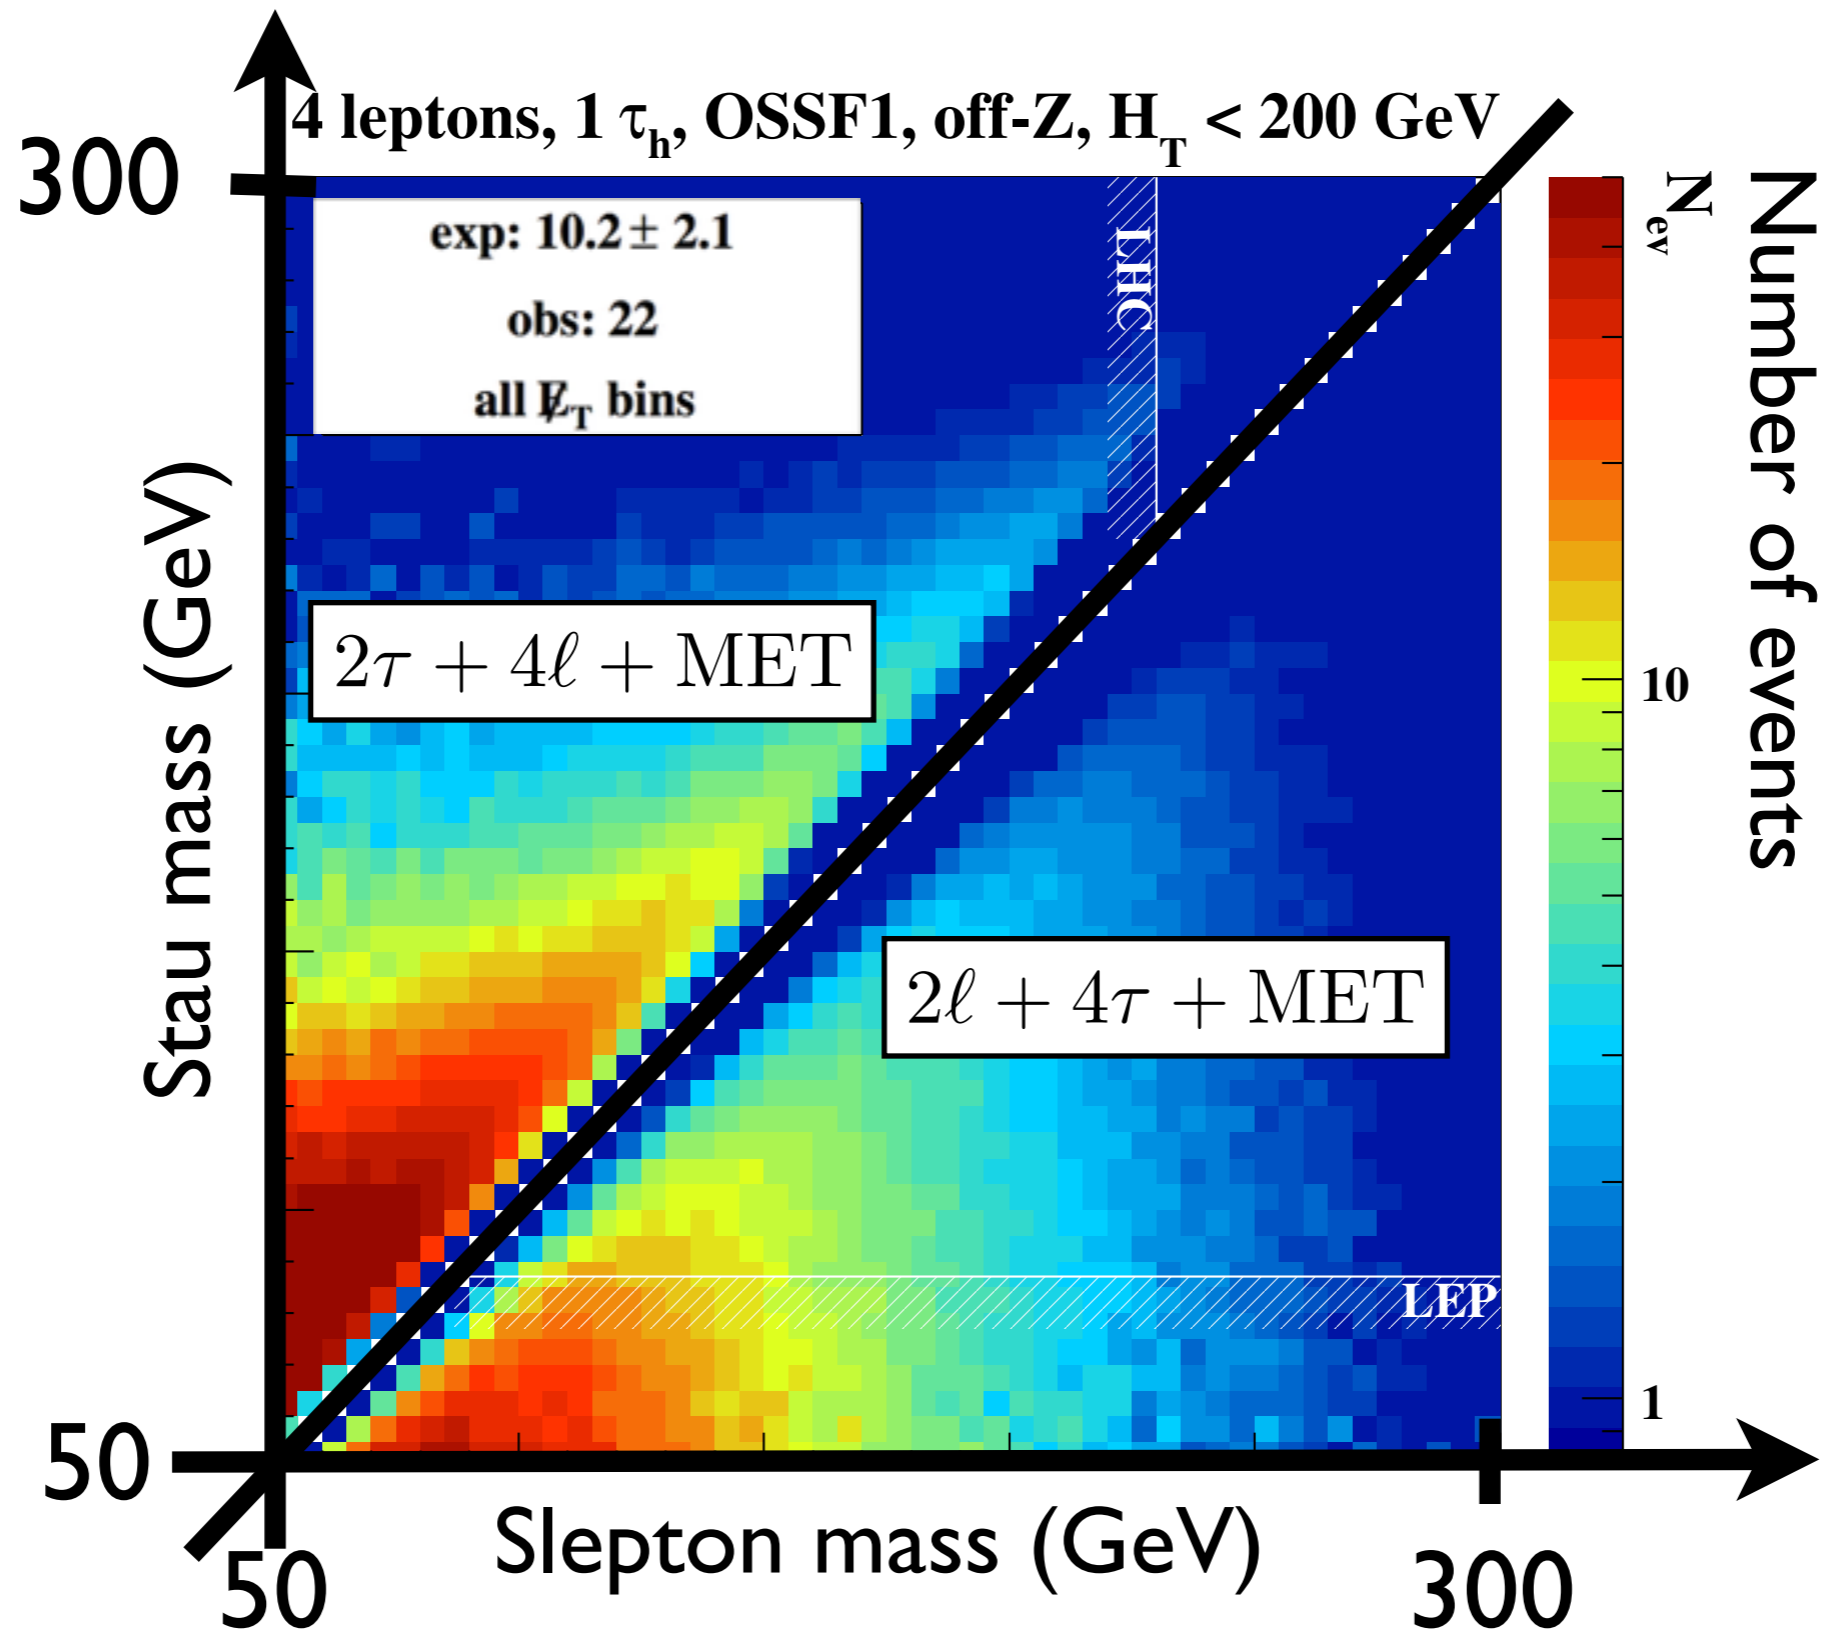 4 leptons, 1 τh, OSSF1, off-Z, HT < 200 GeV
300
exp: 10.2 ± 2.1
obs: 22
all E̸T bins
LHC
Nev
Number of events
2τ + 4ℓ + MET
10
Stau mass (GeV)
2ℓ + 4τ + MET
LEP
1
50
Slepton mass (GeV)
50
300